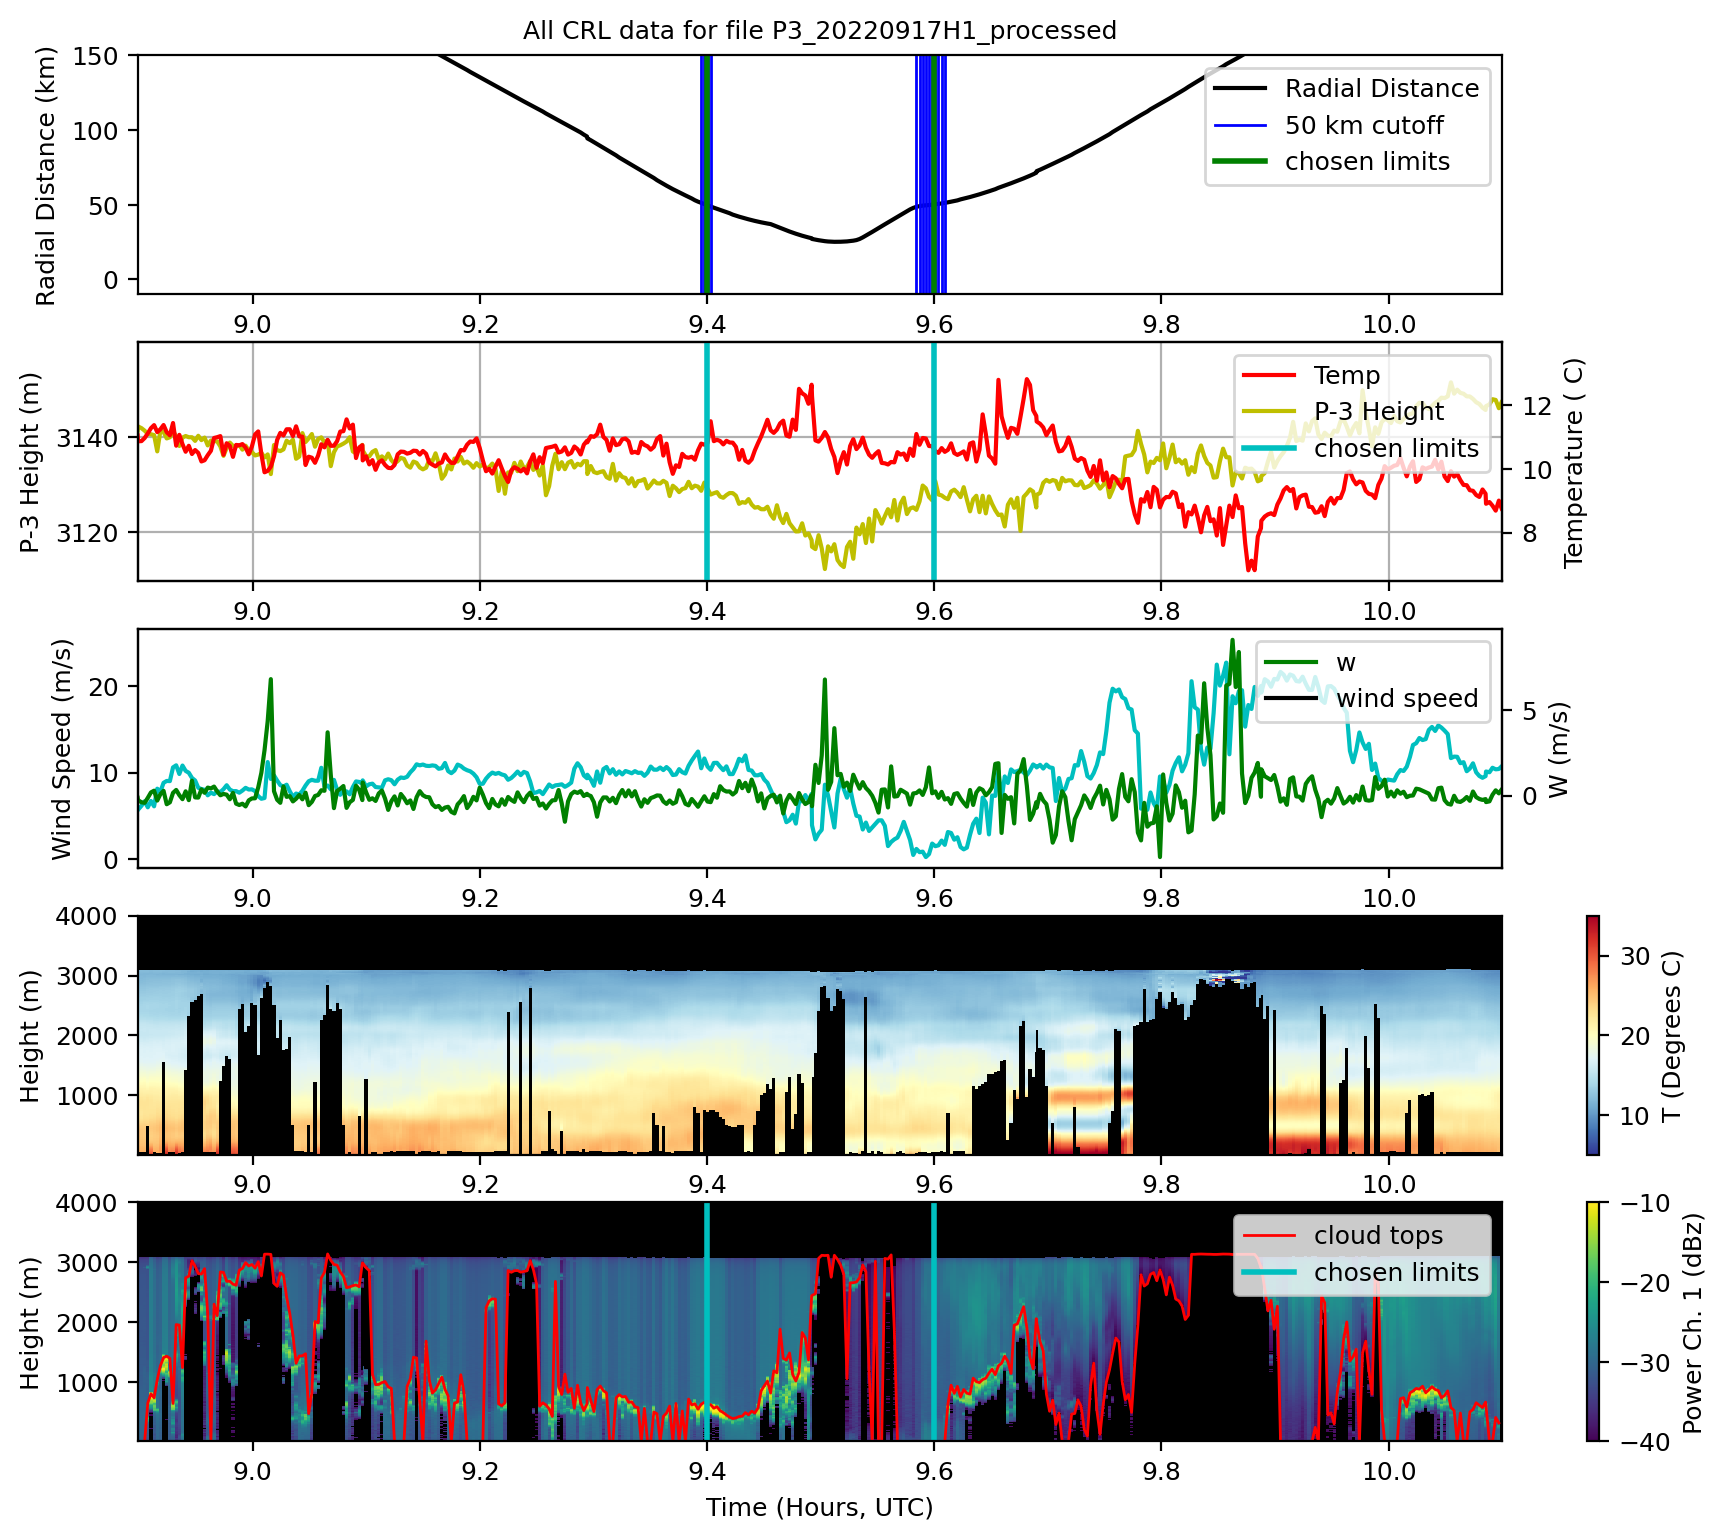 All CRL data for file P3_20220917H1_processed
Radial Distance (km)
150
100
50
0
Radial Distance
50 km cutoff
chosen limits
9.0 9.2 9.4 9.6 9.8 10.0
P-3 Height (m)
3140
3120
Temp
P-3 Height
chosen limits
12
10
8
Temperature ( C)
9.0 9.2 9.4 9.6 9.8 10.0
Wind Speed (m/s)
20
10
0
w
wind speed
5
0
W (m/s)
9.0 9.2 9.4 9.6 9.8 10.0
Height (m)
4000
3000
2000
1000
30
20
10
T (Degrees C)
9.0 9.2 9.4 9.6 9.8 10.0
Height (m)
4000
3000
2000
1000
cloud tops
chosen limits
−10
−20
−30
−40
Power Ch. 1 (dBz)
9.0 9.2 9.4 9.6 9.8 10.0
Time (Hours, UTC)